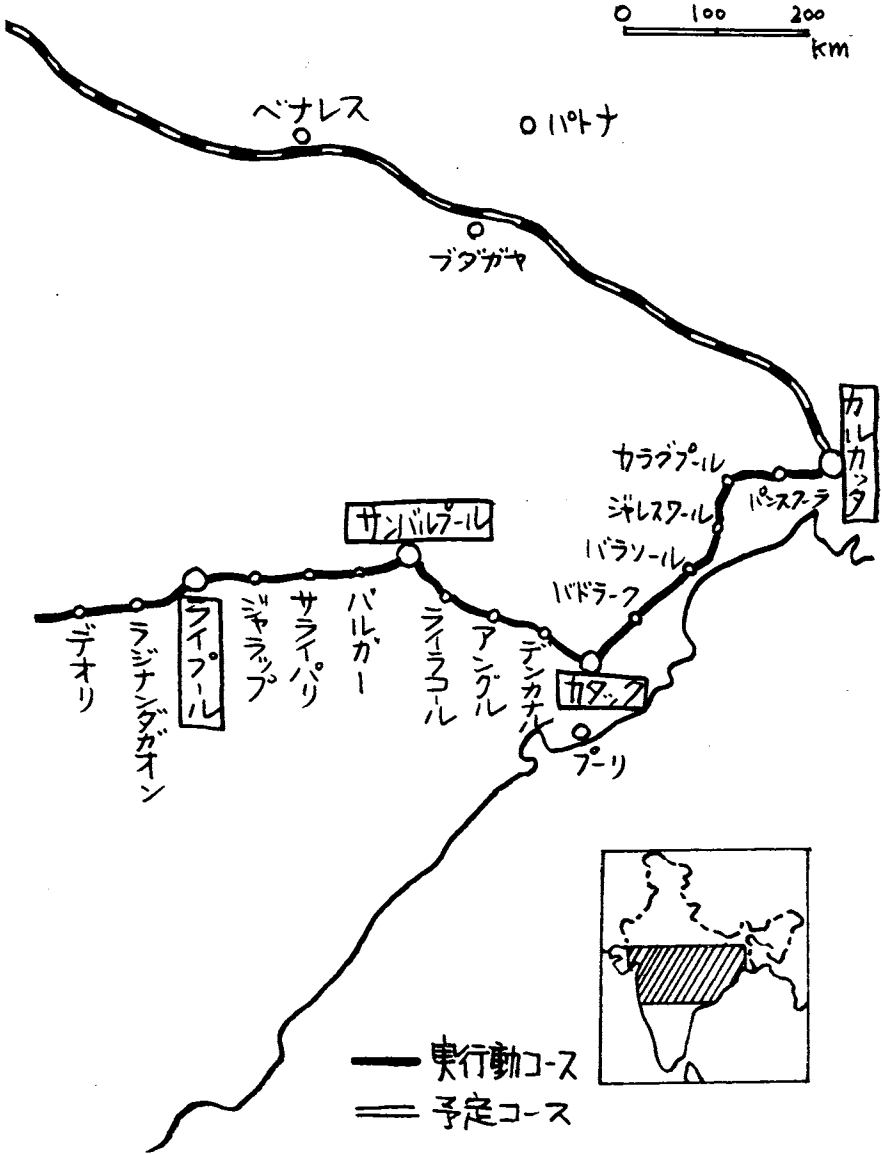 0 100 200
km
ベナレス
パトナ
ブダガヤ
カルカッタ
カラグプール
パンスクーラ
ジャレスワール
バラソール
バドラーク
サンバルプール
デオリ
ラジナンダガオン
ライプール
ジャラップ
サライパリ
バルガー
ライラコール
アングル
デンカナル
カタック
プーリ
実行動コース
予定コース